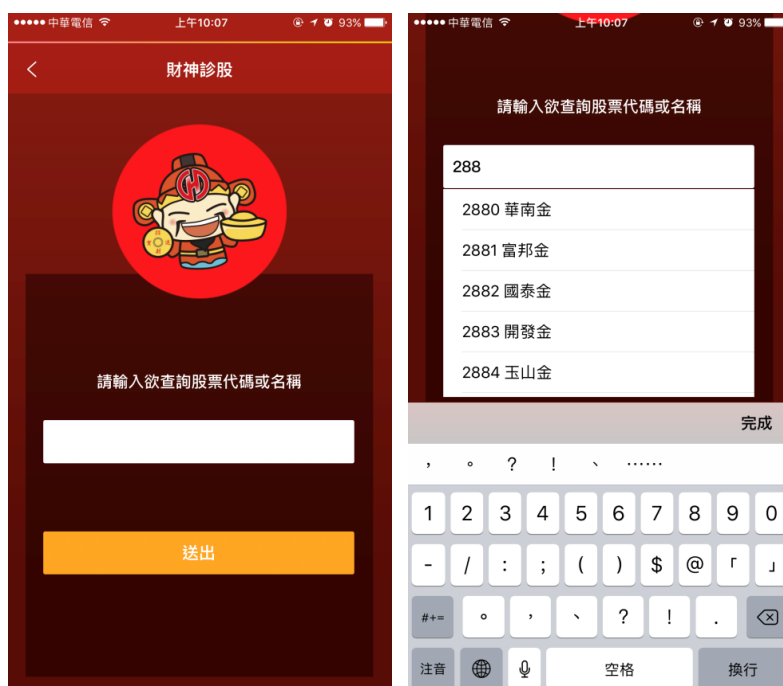 中華電信 上午10:07 93%
財神診股
請輸入欲查詢股票代碼或名稱
送出
中華電信 上午10:07 93%
請輸入欲查詢股票代碼或名稱
288
2880 華南金
2881 富邦金
2882 國泰金
2883 開發金
2884 玉山金
完成
， 。 ? ! 、 ……
1 2 3 4 5 6 7 8 9 0
- / : ; ( ) $ @ 「 」
#+= 。 ， 、 ? ! .
注音 空格 換行